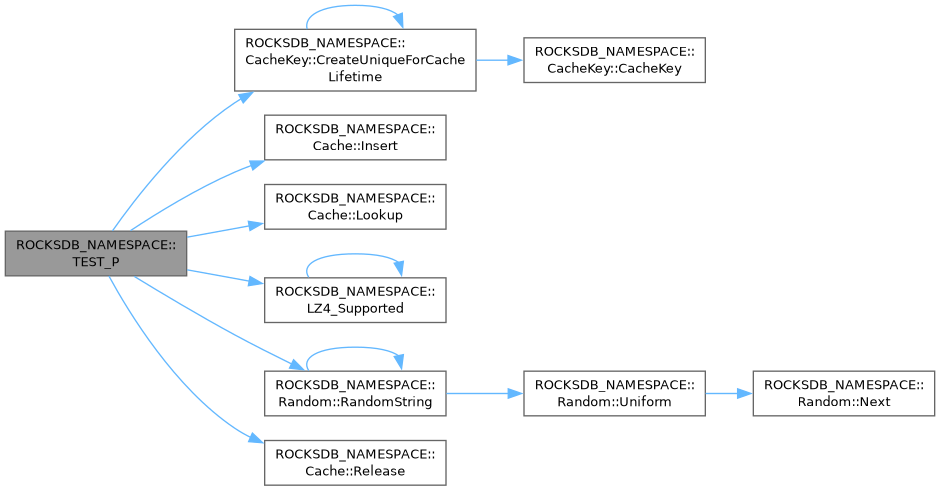 ROCKSDB_NAMESPACE::
CacheKey::CreateUniqueForCache
Lifetime
ROCKSDB_NAMESPACE::
CacheKey::CacheKey
ROCKSDB_NAMESPACE::
Cache::Insert
ROCKSDB_NAMESPACE::
Cache::Lookup
ROCKSDB_NAMESPACE::
TEST_P
ROCKSDB_NAMESPACE::
LZ4_Supported
ROCKSDB_NAMESPACE::
Random::RandomString
ROCKSDB_NAMESPACE::
Random::Uniform
ROCKSDB_NAMESPACE::
Random::Next
ROCKSDB_NAMESPACE::
Cache::Release